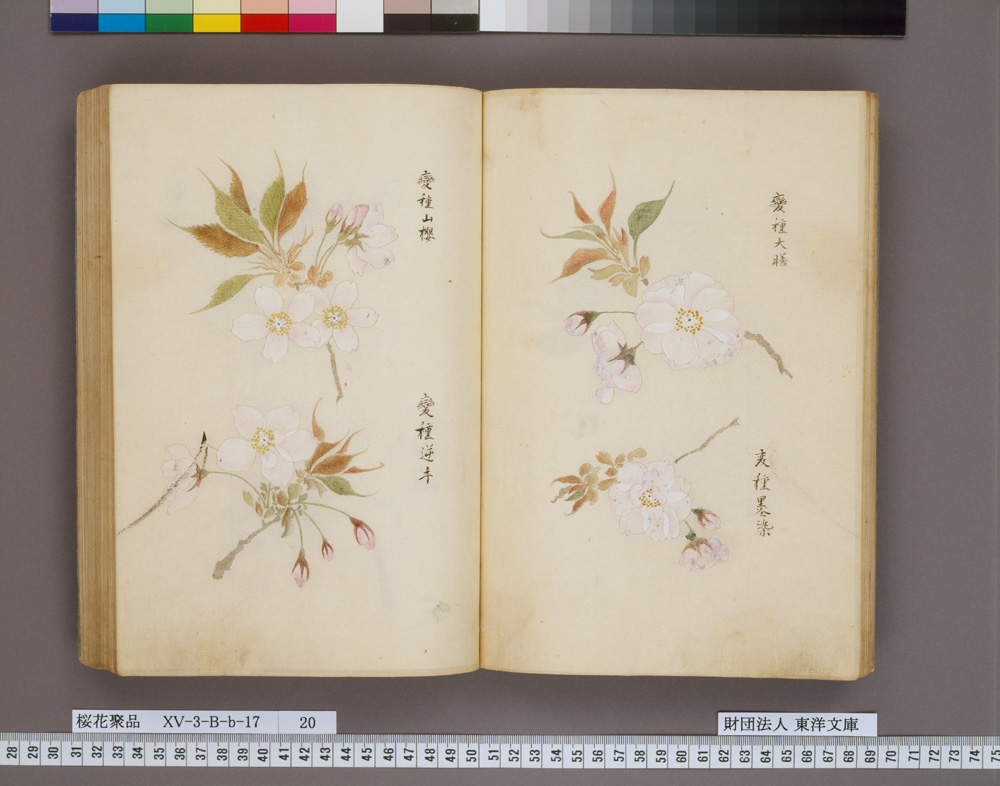 變種大膳
変種墨染
變種山櫻
變種逆手
桜花聚品 XV-3-B-b-17 20
財団法人 東洋文庫
28 29 30 31 32 33 34 35 36 37 38 39 40 41 42 43 44 45 46 47 48 49 50 51 52 53 54 55 56 57 58 59 60 61 62 63 64 65 66 67 68 69 70 71 72 73 74 75